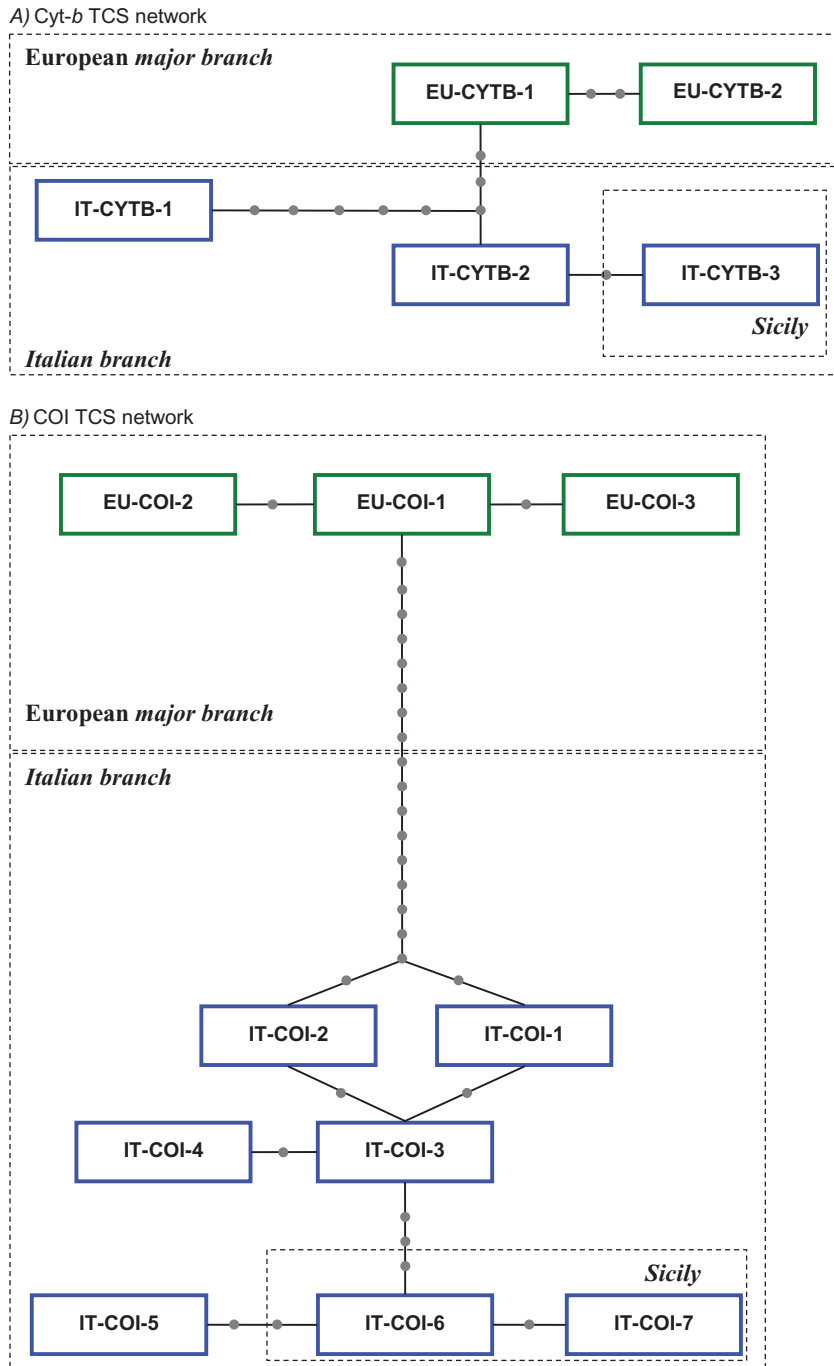 A) Cyt-b TCS network
European major branch
EU-CYTB-1
EU-CYTB-2
IT-CYTB-1
IT-CYTB-2
IT-CYTB-3
Sicily
Italian branch
B) COI TCS network
EU-COI-2
EU-COI-1
EU-COI-3
European major branch
Italian branch
IT-COI-2
IT-COI-1
IT-COI-4
IT-COI-3
Sicily
IT-COI-5
IT-COI-6
IT-COI-7